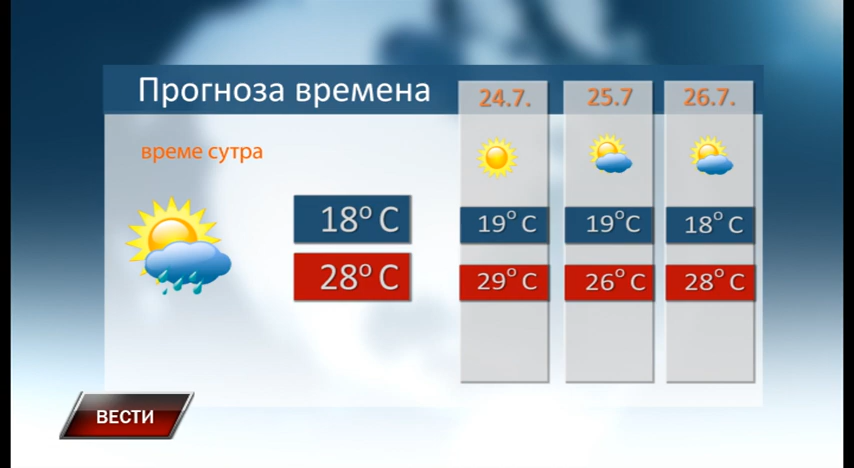 Прогноза времена
24.7.
25.7
26.7.
време сутра
18° C
19° C
19°C
18° C
28° C
29° C
26° C
28° C
ВЕСТИ